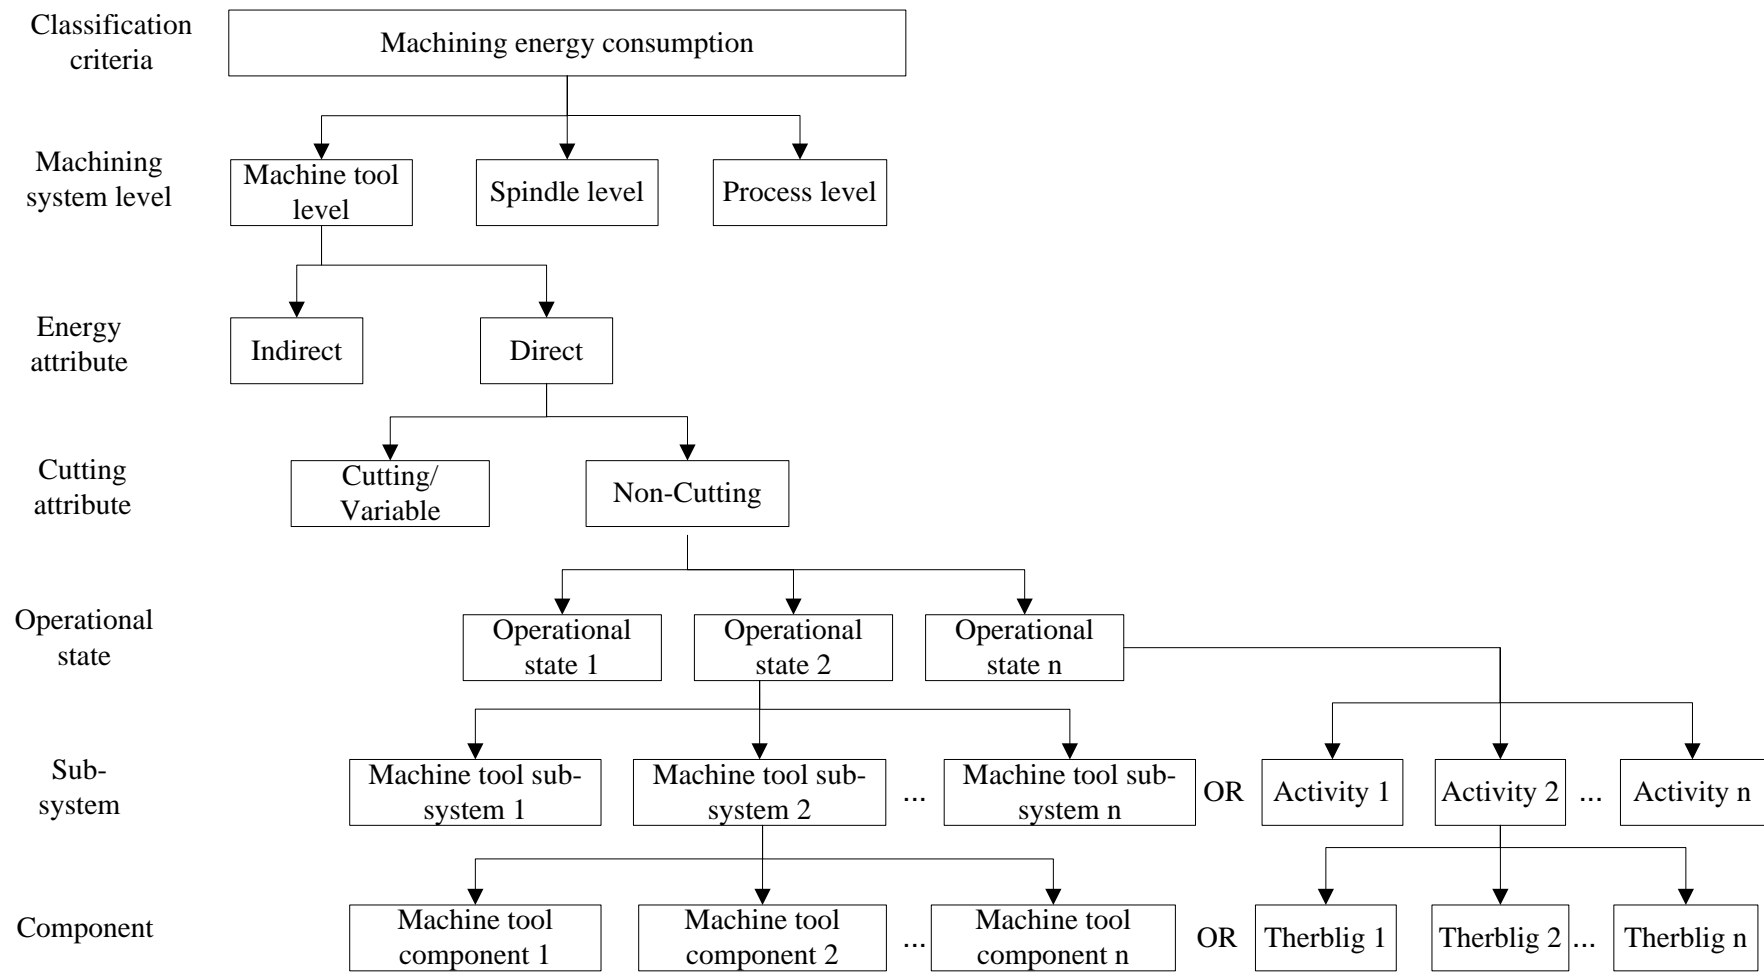 Classification
criteria
Machining energy consumption
Machining
system level
Machine tool
level
Spindle level
Process level
Energy
attribute
Indirect
Direct
Cutting
attribute
Cutting/
Variable
Non-Cutting
Operational
state
Operational
state 1
Operational
state 2
Operational
state n
Sub-
system
Machine tool sub-
system 1
Machine tool sub-
system 2
...
Machine tool sub-
system n
OR
Activity 1
Activity 2
...
Activity n
Component
Machine tool
component 1
Machine tool
component 2
...
Machine tool
component n
OR
Therblig 1
Therblig 2
...
Therblig n